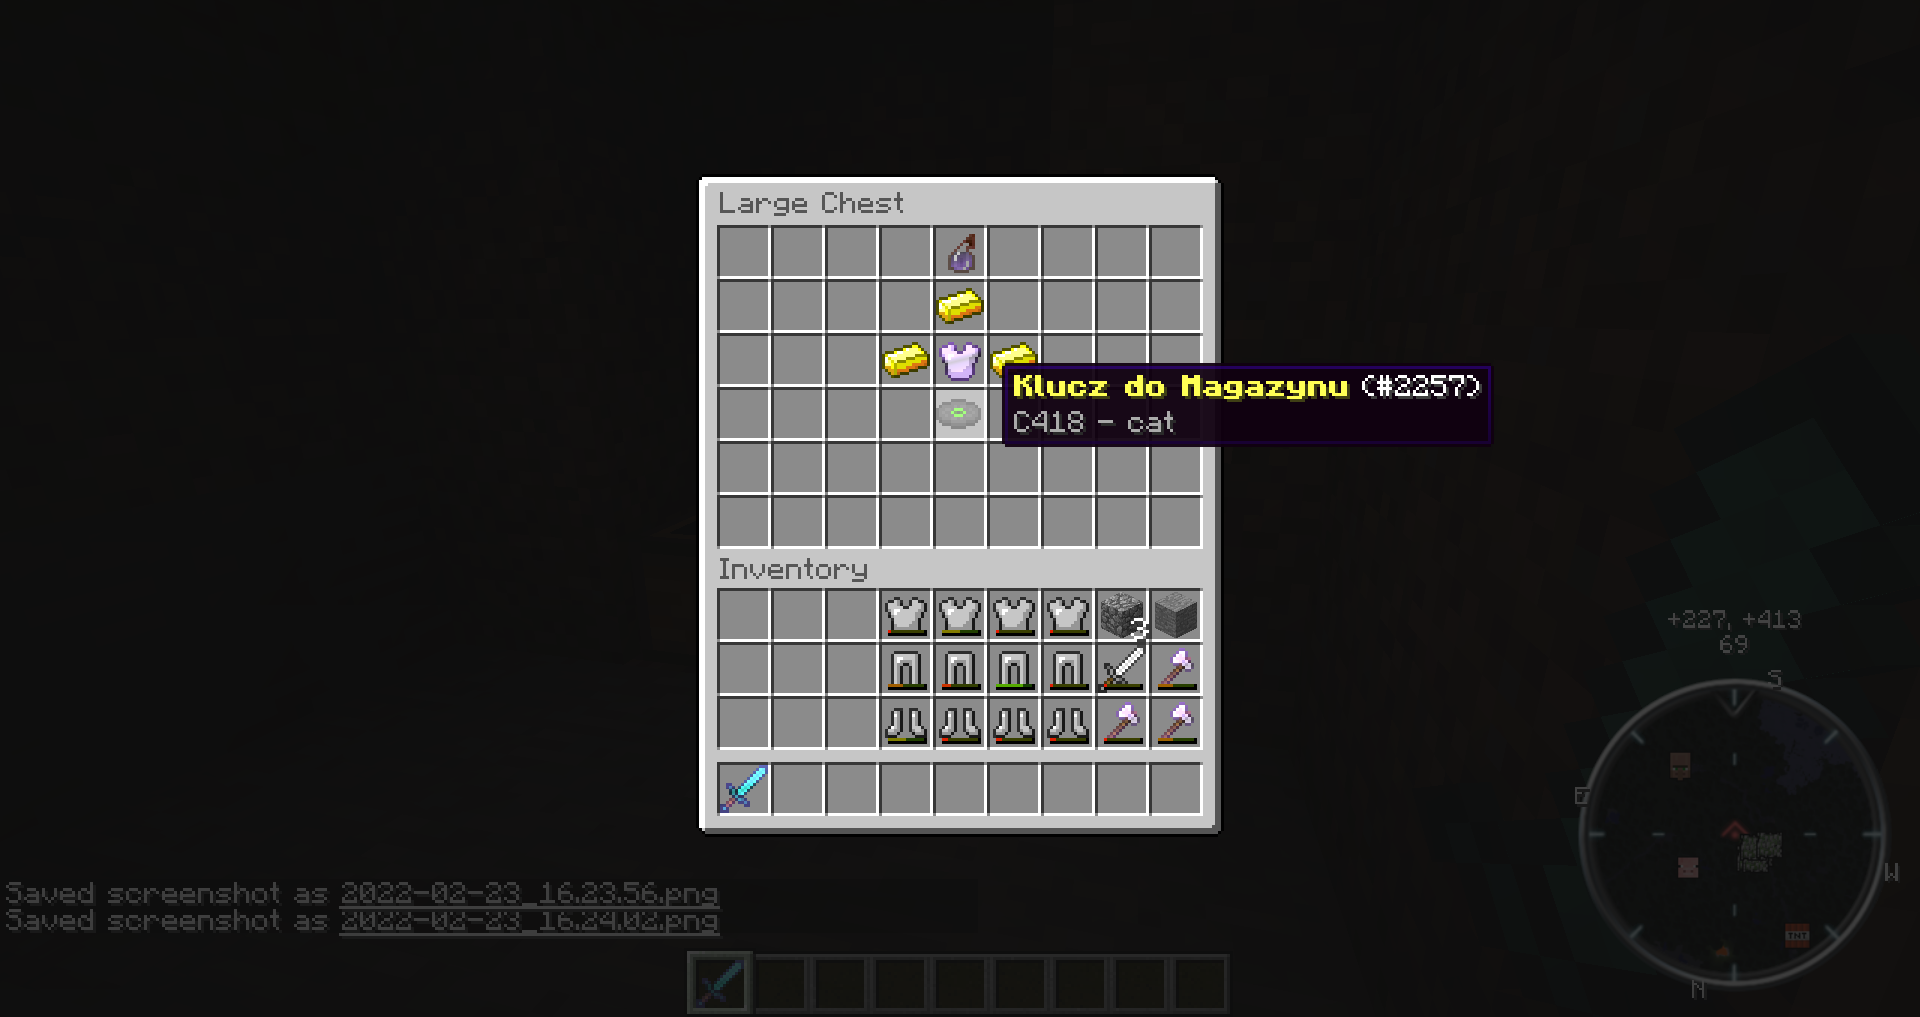 Large Chest
Klucz do Magazynu (#2257)
C418 - cat
Inventory
3
+227, +413
69
S
E
W
TNT
N
Saved screenshot as 2022-02-23_16.23.56.png
Saved screenshot as 2022-02-23_16.24.02.png